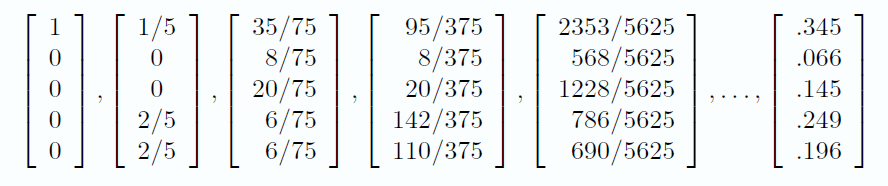 1 1/5 35/75 95/375 2353/5625 .345
0 0 8/75 8/375 568/5625 .066
0 , 0 , 20/75 , 20/375 , 1228/5625 , . . . , .145
0 2/5 6/75 142/375 786/5625 .249
0 2/5 6/75 110/375 690/5625 .196